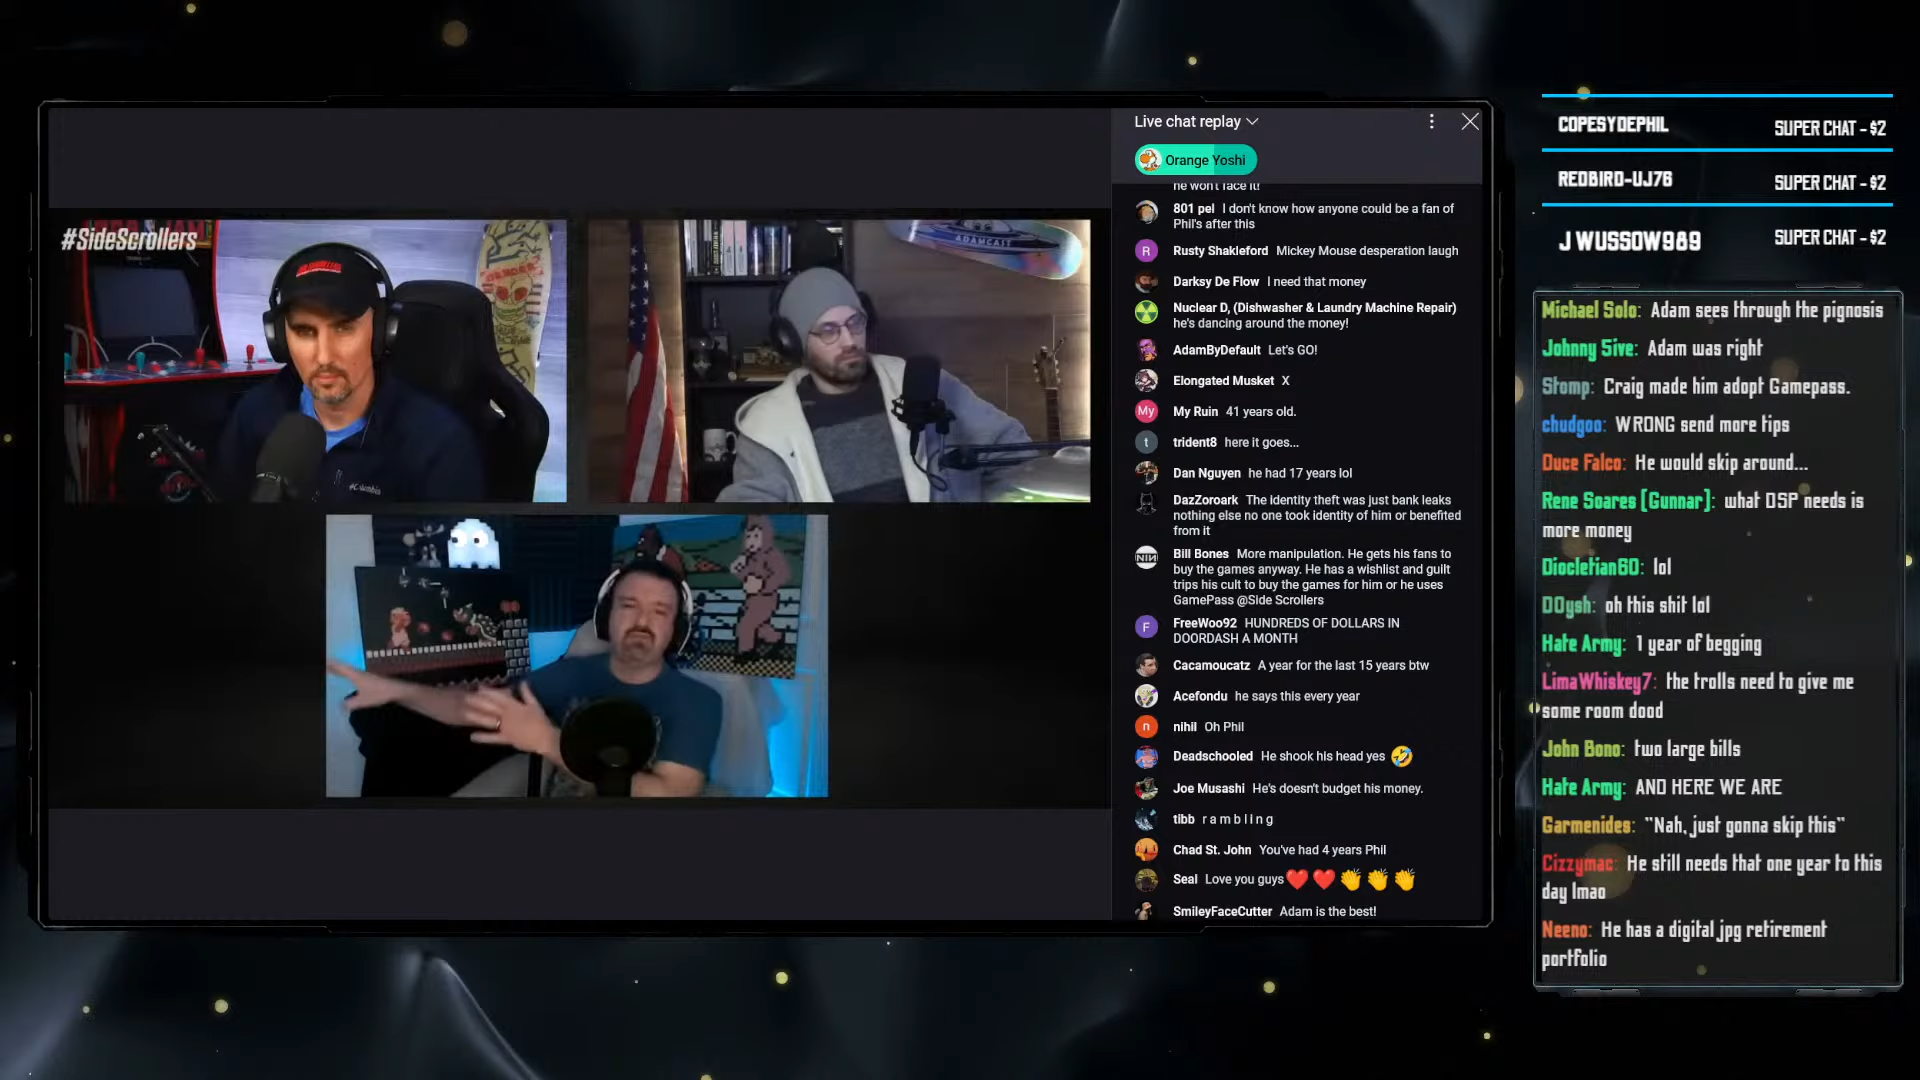 #SideScrollers
ADAMCAST
Live chat replay
Orange Yoshi
he won't face it!
801 pel I don't know how anyone could be a fan of
Phil's after this
R
Rusty Shakleford Mickey Mouse desperation laugh
Darksy De Flow I need that money
Nuclear D, (Dishwasher & Laundry Machine Repair)
he's dancing around the money!
AdamByDefault Let's GO!
Elongated Musket X
My
My Ruin 41 years old.
t
trident8 here it goes...
Dan Nguyen he had 17 years lol
DazZoroark The identity theft was just bank leaks
nothing else no one took identity of him or benefited
from it
NIN
Bill Bones More manipulation. He gets his fans to
buy the games anyway. He has a wishlist and guilt
trips his cult to buy the games for him or he uses
GamePass @Side Scrollers
F
FreeWoo92 HUNDREDS OF DOLLARS IN
DOORDASH A MONTH
Cacamoucatz A year for the last 15 years btw
Acefondu he says this every year
n
nihil Oh Phil
Deadschooled He shook his head yes 🤣
Joe Musashi He's doesn't budget his money.
tibb r a m b l i n g
Chad St. John You've had 4 years Phil
Seal Love you guys❤️❤️👏👏👏
SmileyFaceCutter Adam is the best!
COPESYDEPHIL SUPER CHAT - $2
REDBIRD-UJ76 SUPER CHAT - $2
J WUSSOW989 SUPER CHAT - $2
Michael Solo: Adam sees through the pignosis
Johnny 5ive: Adam was right
Stomp: Craig made him adopt Gamepass.
chudgoo: WRONG send more tips
Duce Falco: He would skip around...
Rene Soares [Gunnar]: what DSP needs is
more money
Diocletian60: lol
DOysh: oh this shit lol
Hate Army: 1 year of begging
LimaWhiskey7: the trolls need to give me
some room dood
John Bono: two large bills
Hate Army: AND HERE WE ARE
Garmenides: "Nah, just gonna skip this"
Cizzymac: He still needs that one year to this
day lmao
Neeno: He has a digital jpg retirement
portfolio